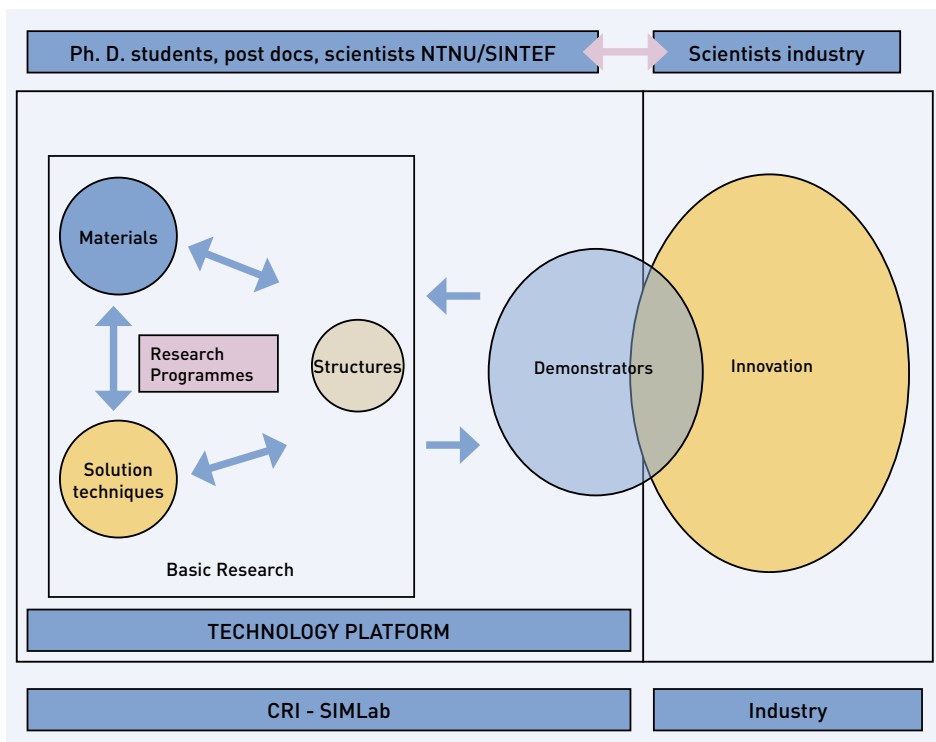 Ph. D. students, post docs, scientists NTNU/SINTEF
Scientists industry
Materials
Research
Programmes
Structures
Solution
techniques
Basic Research
Demonstrators
Innovation
TECHNOLOGY PLATFORM
CRI - SIMLab
Industry